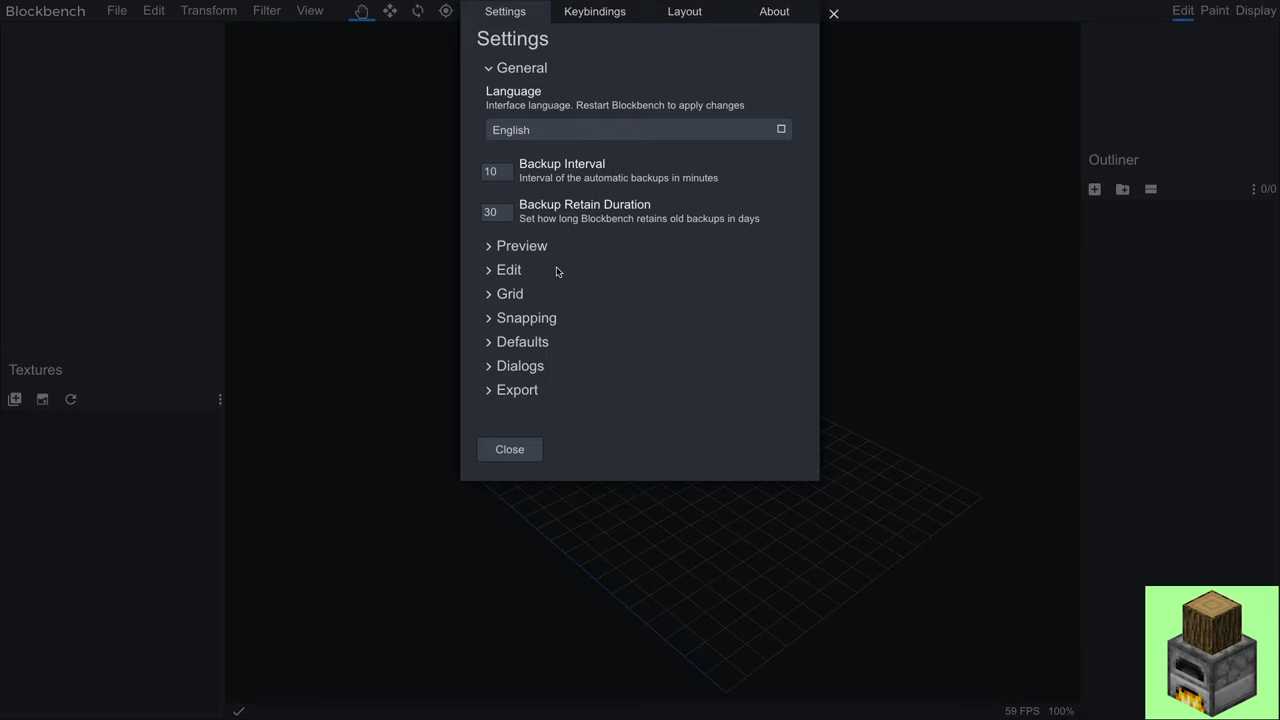 Blockbench File Edit Transform Filter View
Edit Paint Display
Settings Keybindings Layout About
Settings
General
Language
Interface language. Restart Blockbench to apply changes
English
10 Backup Interval
Interval of the automatic backups in minutes
30 Backup Retain Duration
Set how long Blockbench retains old backups in days
Preview
Edit
Grid
Snapping
Defaults
Dialogs
Export
Close
Textures
Outliner
0/0
59 FPS 100%